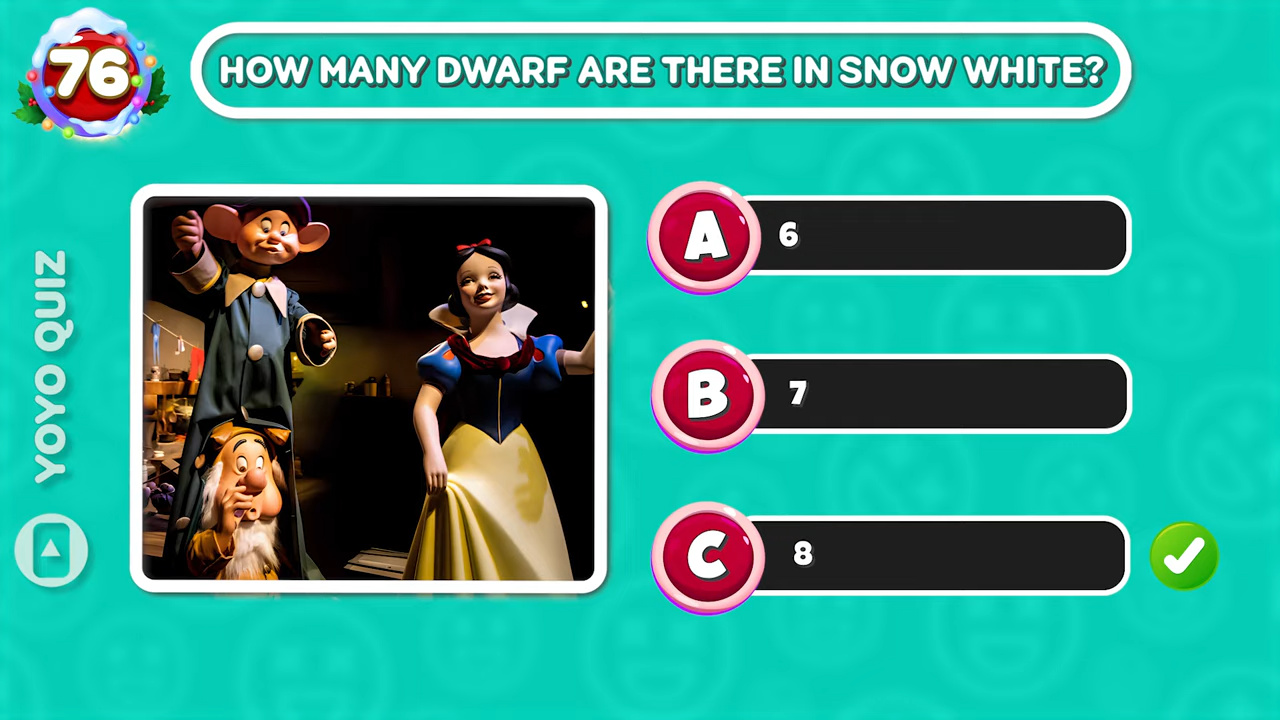 76
HOW MANY DWARF ARE THERE IN SNOW WHITE?
YOYO QUIZ
A 6
B 7
C 8